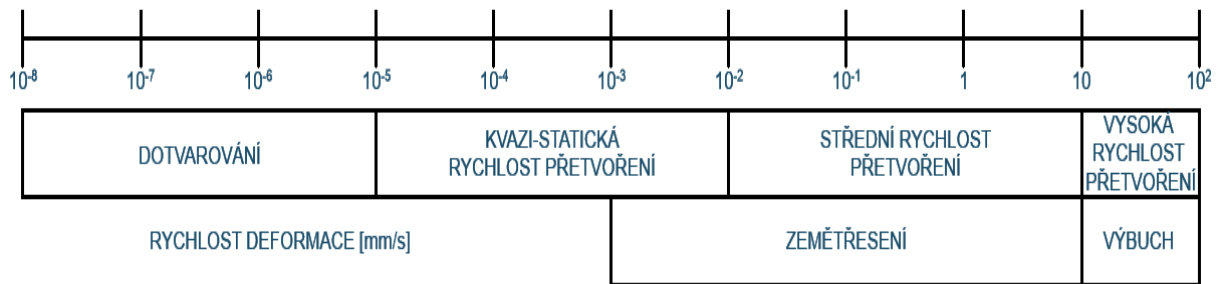 10⁻⁸ 10⁻⁷ 10⁻⁶ 10⁻⁵ 10⁻⁴ 10⁻³ 10⁻² 10⁻¹ 1 10 10²
DOTVAROVÁNÍ
KVAZI-STATICKÁ
RYCHLOST PŘETVOŘENÍ
STŘEDNÍ RYCHLOST
PŘETVOŘENÍ
VYSOKÁ
RYCHLOST
PŘETVOŘENÍ
RYCHLOST DEFORMACE [mm/s]
ZEMĚTŘESENÍ
VÝBUCH